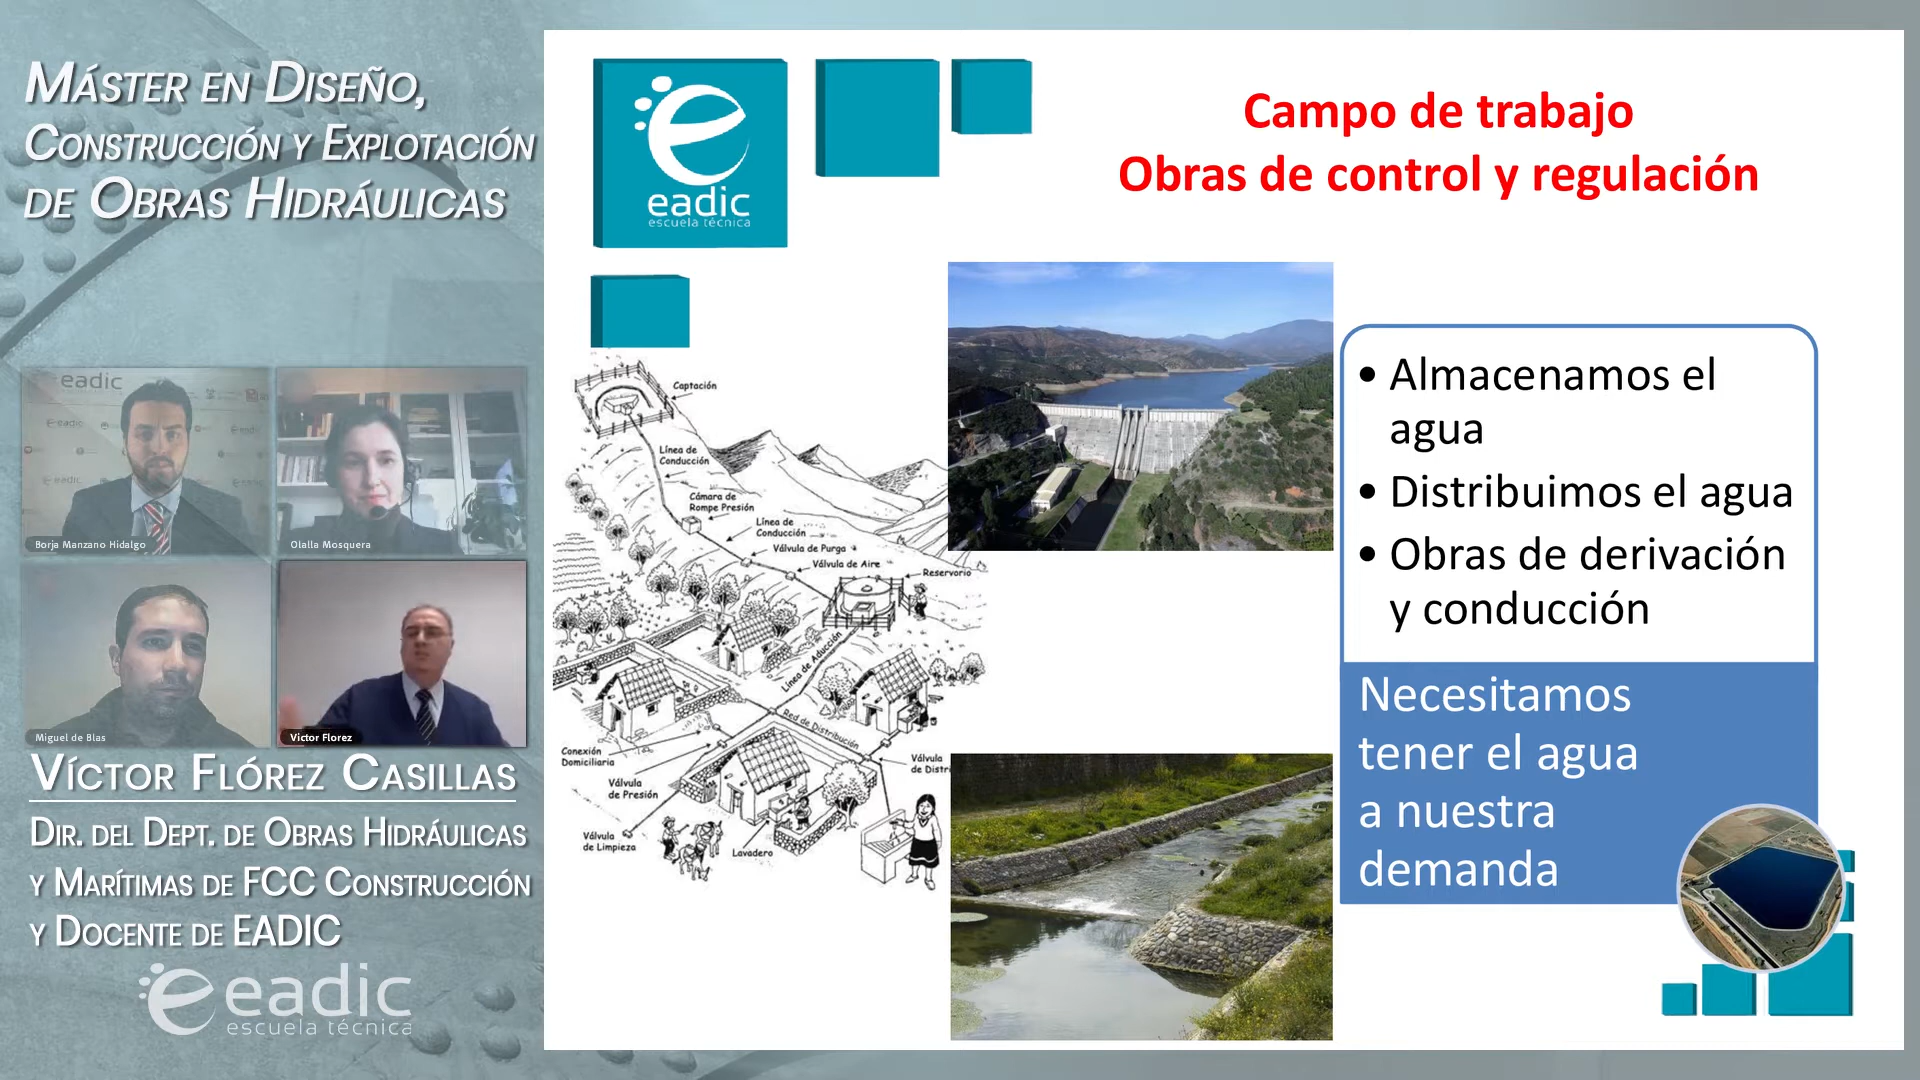 Máster en Diseño,
Construcción y Explotación
de Obras Hidráulicas
eadic
eadic
eadic
Borja Manzano Hidalgo
Olalla Mosquera
Miguel de Blas
Victor Florez
Víctor Flórez Casillas
Dir. del Dept. de Obras Hidráulicas
y Marítimas de FCC Construcción
y Docente de EADIC
eadic
escuela técnica
eadic
escuela técnica
Campo de trabajo
Obras de control y regulación
Captación
Línea de
Conducción
Cámara de
Rompe Presión
Línea de
Conducción
Válvula de Purga
Válvula de Aire
Reservorio
Línea de Aducción
Red de Distribución
Conexión
Domiciliaria
Válvula
de Presión
Válvula
de Distri
Válvula
de Limpieza
Lavadero
• Almacenamos el
agua
• Distribuimos el agua
• Obras de derivación
y conducción
Necesitamos
tener el agua
a nuestra
demanda